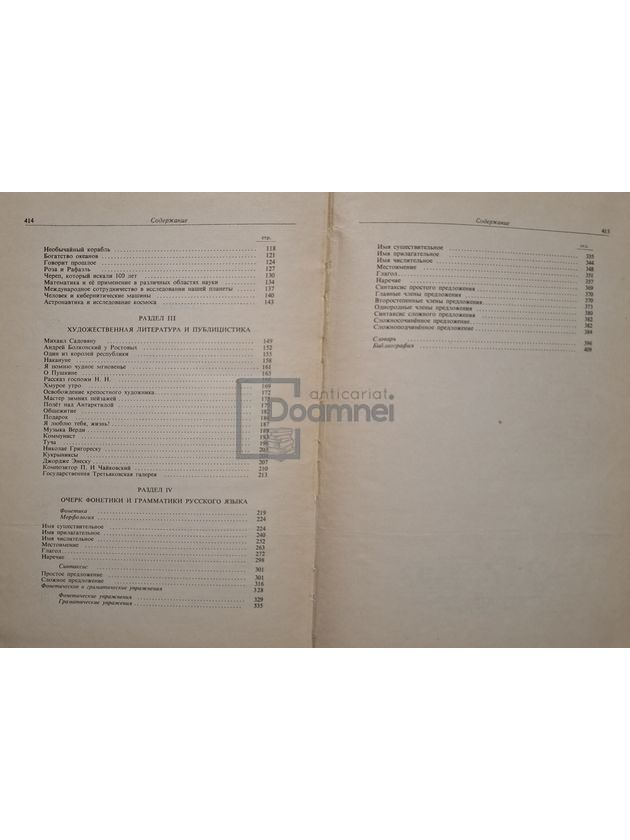 414
Содержание
стр.
Необычайный корабль 118
Богатство океанов 121
Говорит прошлое 124
Роза и Рафаэль 127
Череп, который искали 100 лет 130
Математика и её применение в различных областях науки 134
Международное сотрудничество в исследовании нашей планеты 137
Человек и кибернетические машины 140
Астронавтика и исследование космоса 143
РАЗДЕЛ III
ХУДОЖЕСТВЕННАЯ ЛИТЕРАТУРА И ПУБЛИЦИСТИКА
Михаил Садовяну 149
Андрей Болконский у Ростовых 152
Один из королей республики 155
Накануне 158
Я помню чудное мгновенье 161
О Пушкине 163
Рассказ госпожи Н. Н. 165
Хмурое утро 169
Освобождение крепостного художника 172
Мастер зимних пейзажей
Полёт над Антарктидой
Общежитие 182
Подарок
Я люблю тебя, жизнь! 187
Музыка Верди
Коммунист
Туча
Николае Григореску
Кукрыниксы
Джордже Энеску 207
Композитор П. И Чайковский 210
Государственная Третьяковская галерея 213
РАЗДЕЛ IV
ОЧЕРК ФОНЕТИКИ И ГРАММАТИКИ РУССКОГО ЯЗЫКА
Фонетика 219
Морфология 224
Имя существительное 224
Имя прилагательное 240
Имя числительное 252
Местоимение 263
Глагол 272
Наречие 298
Синтаксис 301
Простое предложение 301
Сложное предложение 316
Фонетические и граматические упражнения 328
Фонетические упражнения 329
Граматические упражения 335
Содержание
415
стр.
Имя существительное 335
Имя прилагательное
Имя числительное 344
Местоимение 348
Глагол 351
Наречие 357
Синтаксис простого предложения 369
Главные члены предложения 370
Второстепенные члены предложения 370
Однородные члены предложения 373
Синтаксис сложного предложения 380
Сложносочинённое предложение 382
Сложноподчинённое предложение 382
388
Словарь 396
Библиография 409
anticariat
Doamnei